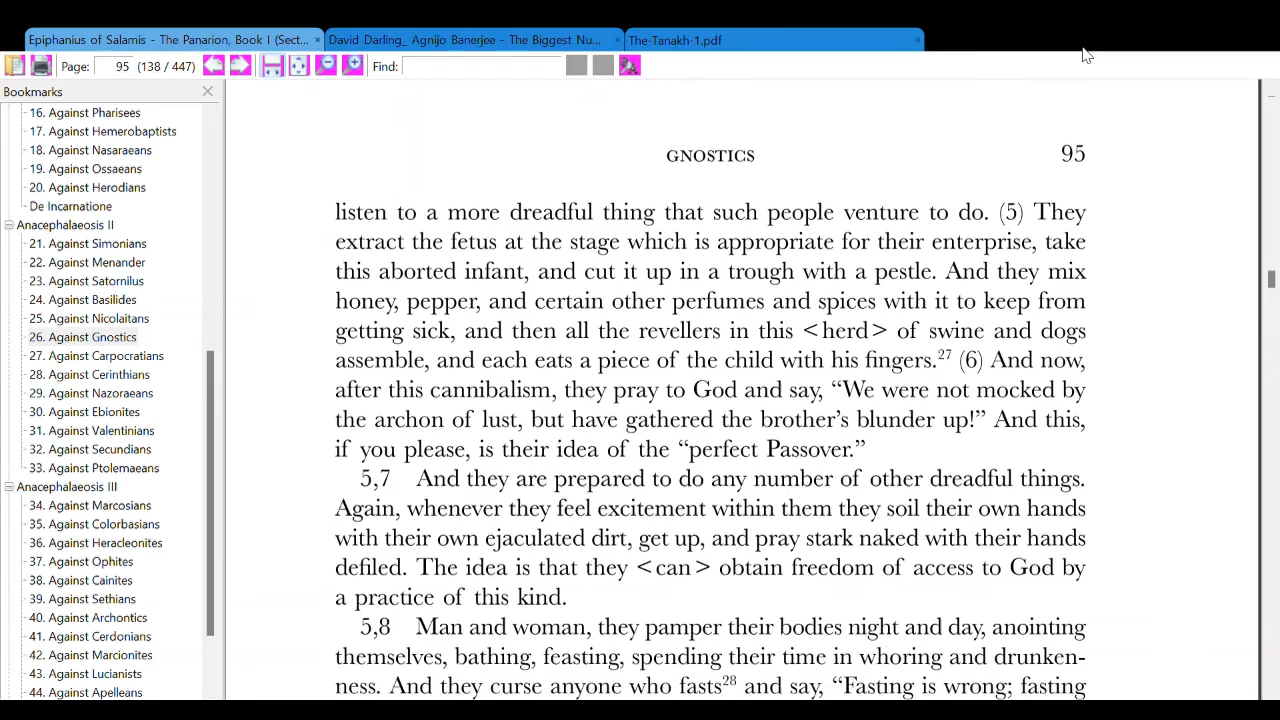 Epiphanius of Salamis - The Panarion, Book I (Sect... ×
David Darling_ Agnijo Banerjee - The Biggest Nu... ×
The-Tanakh-1.pdf ×
Page: 95 (138 / 447) Find:
Bookmarks ×
16. Against Pharisees
17. Against Hemerobaptists
18. Against Nasaraeans
19. Against Ossaeans
20. Against Herodians
De Incarnatione
Anacephalaeosis II
21. Against Simonians
22. Against Menander
23. Against Satornilus
24. Against Basilides
25. Against Nicolaitans
26. Against Gnostics
27. Against Carpocratians
28. Against Cerinthians
29. Against Nazoraeans
30. Against Ebionites
31. Against Valentinians
32. Against Secundians
33. Against Ptolemaeans
Anacephalaeosis III
34. Against Marcosians
35. Against Colorbasians
36. Against Heracleonites
37. Against Ophites
38. Against Cainites
39. Against Sethians
40. Against Archontics
41. Against Cerdonians
42. Against Marcionites
43. Against Lucianists
44. Against Apelleans
GNOSTICS 95
listen to a more dreadful thing that such people venture to do. (5) They
extract the fetus at the stage which is appropriate for their enterprise, take
this aborted infant, and cut it up in a trough with a pestle. And they mix
honey, pepper, and certain other perfumes and spices with it to keep from
getting sick, and then all the revellers in this <herd> of swine and dogs
assemble, and each eats a piece of the child with his fingers.27 (6) And now,
after this cannibalism, they pray to God and say, “We were not mocked by
the archon of lust, but have gathered the brother’s blunder up!” And this,
if you please, is their idea of the “perfect Passover.”
5,7 And they are prepared to do any number of other dreadful things.
Again, whenever they feel excitement within them they soil their own hands
with their own ejaculated dirt, get up, and pray stark naked with their hands
defiled. The idea is that they <can> obtain freedom of access to God by
a practice of this kind.
5,8 Man and woman, they pamper their bodies night and day, anointing
themselves, bathing, feasting, spending their time in whoring and drunken-
ness. And they curse anyone who fasts28 and say, “Fasting is wrong; fasting